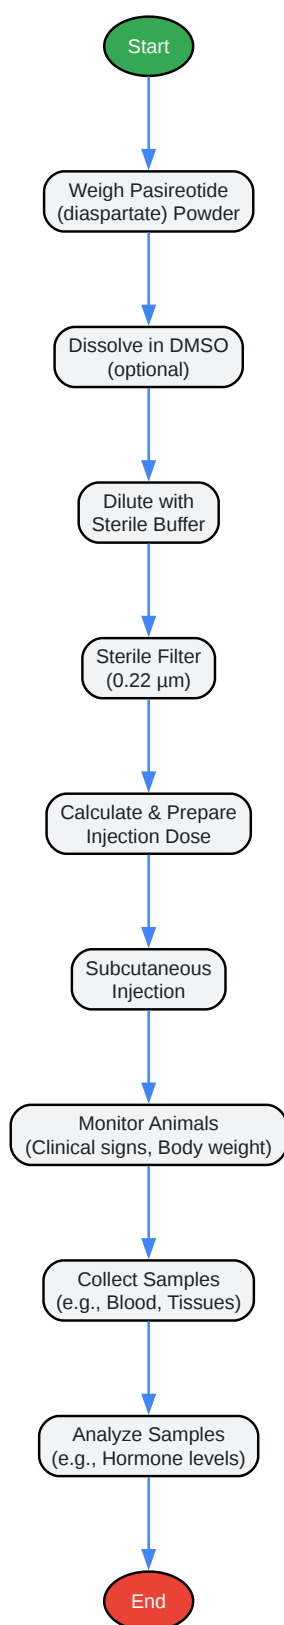 Start
Weigh Pasireotide
(diaspartate) Powder
Dissolve in DMSO
(optional)
Dilute with
Sterile Buffer
Sterile Filter
(0.22 µm)
Calculate & Prepare
Injection Dose
Subcutaneous
Injection
Monitor Animals
(Clinical signs, Body weight)
Collect Samples
(e.g., Blood, Tissues)
Analyze Samples
(e.g., Hormone levels)
End